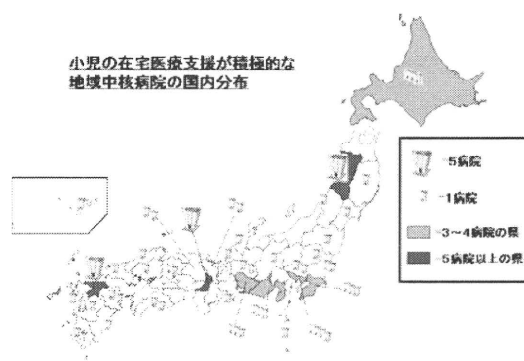 小児の在宅医療支援が積極的な
地域中核病院の国内分布
-5病院
-1病院
-3～4病院の県
-5病院以上の県